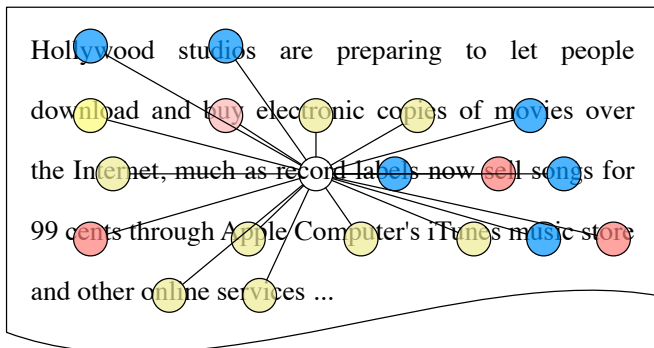 Hollywood studios are preparing to let people
download and buy electronic copies of movies over
the Internet, much as record labels now sell songs for
99 cents through Apple Computer's iTunes music store
and other online services ...